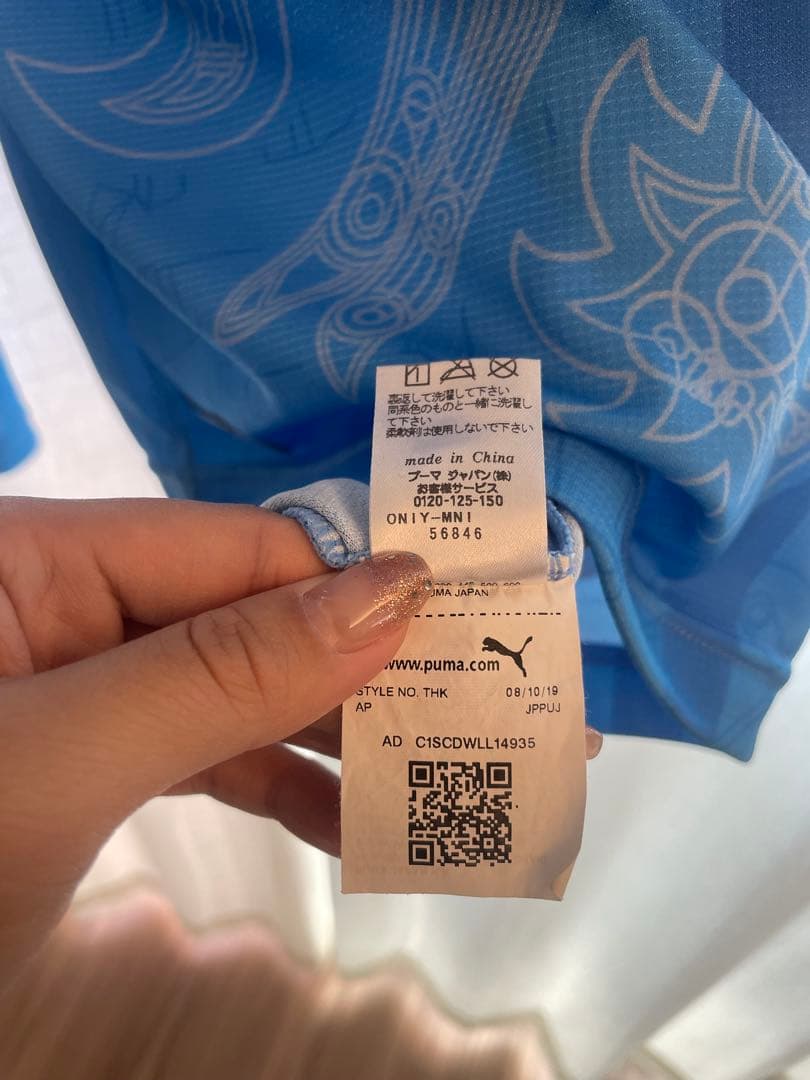 裏返して洗濯して下さい
同系色のものと一緒に洗濯し
て下さい
柔軟剤は使用しないで下さい
made in China
プーマ ジャパン(株)
お客様サービス
0120-125-150
ONIY-MNI
56846
UMA JAPAN
www.puma.com
STYLE NO. THK 08/10/19
AP JPPUJ
AD C1SCDWLL14935